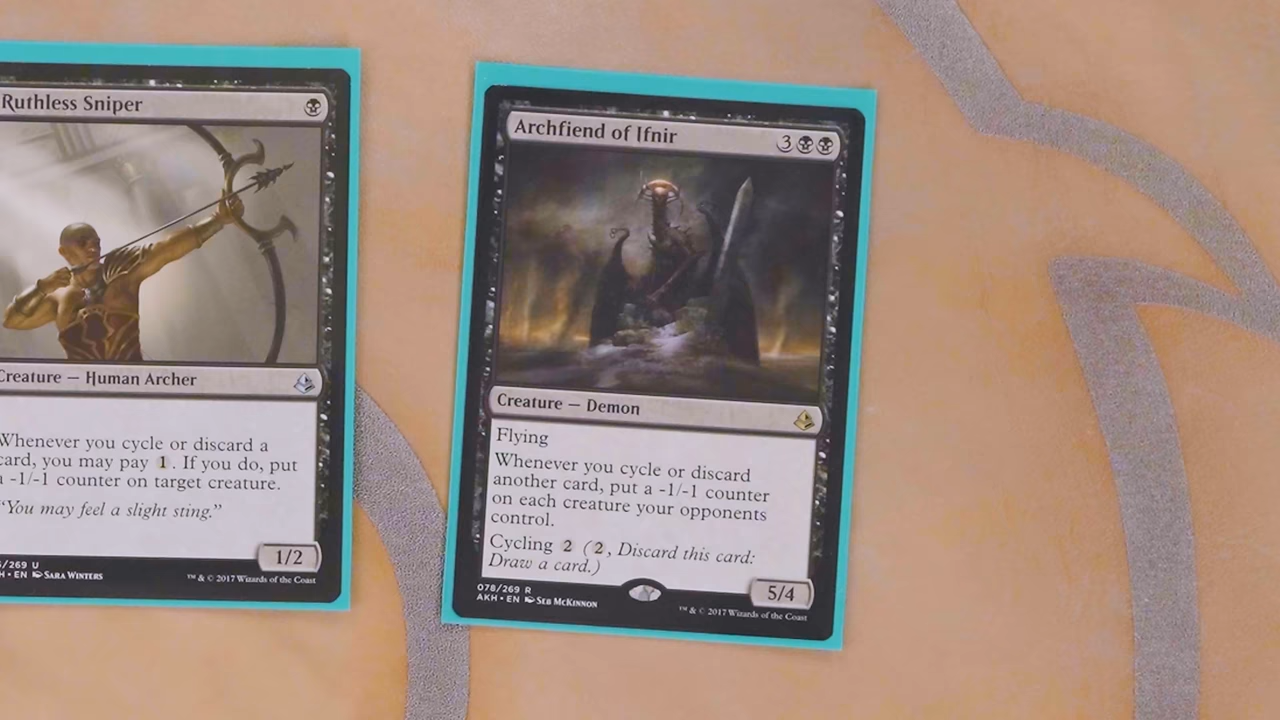 Ruthless Sniper
Creature — Human Archer
Whenever you cycle or discard a
card, you may pay 1. If you do, put
a -1/-1 counter on target creature.
"You may feel a slight sting."
1/2
/269 U
H • EN SARA WINTERS
™ & © 2017 Wizards of the Coast
Archfiend of Ifnir
3
Creature — Demon
Flying
Whenever you cycle or discard
another card, put a -1/-1 counter
on each creature your opponents
control.
Cycling 2 (2, Discard this card:
Draw a card.)
5/4
078/269 R
AKH • EN SEB MCKINNON
™ & © 2017 Wizards of the Coast